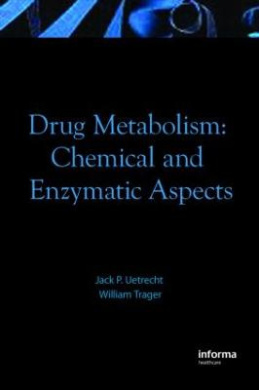 Drug Metabolism:
Chemical and
Enzymatic Aspects
Jack P. Uetrecht
William Trager
informa
healthcare